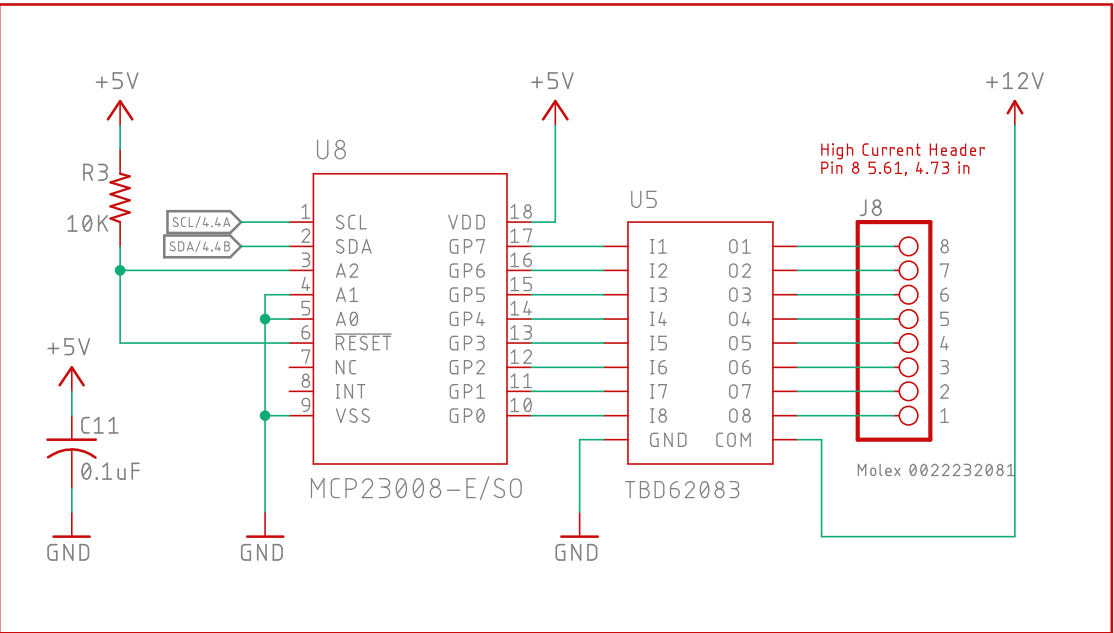 +5V
+5V
+12V
High Current Header
Pin 8 5.61, 4.73 in
U8
R3
10K
U5
J8
SCL/4.4A
SDA/4.4B
1 SCL VDD 18
2 SDA GP7 17
3 A2 GP6 16
4 A1 GP5 15
5 A0 GP4 14
6 RESET GP3 13
7 NC GP2 12
8 INT GP1 11
9 VSS GP0 10
I1 O1 8
I2 O2 7
I3 O3 6
I4 O4 5
I5 O5 4
I6 O6 3
I7 O7 2
I8 O8 1
GND COM
+5V
C11
0.1uF
MCP23008-E/SO
TBD62083
Molex 0022232081
GND
GND
GND